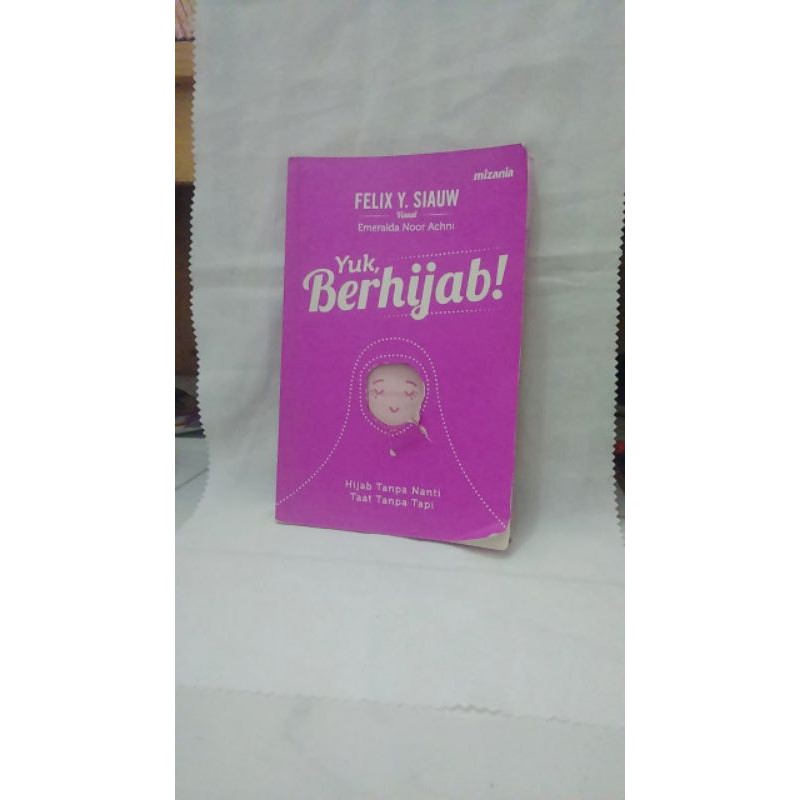 mizania
FELIX Y. SIAUW
Visual
Emeralda Noor Achni
Yuk,
Berhijab!
Hijab Tanpa Nanti
Taat Tanpa Tapi